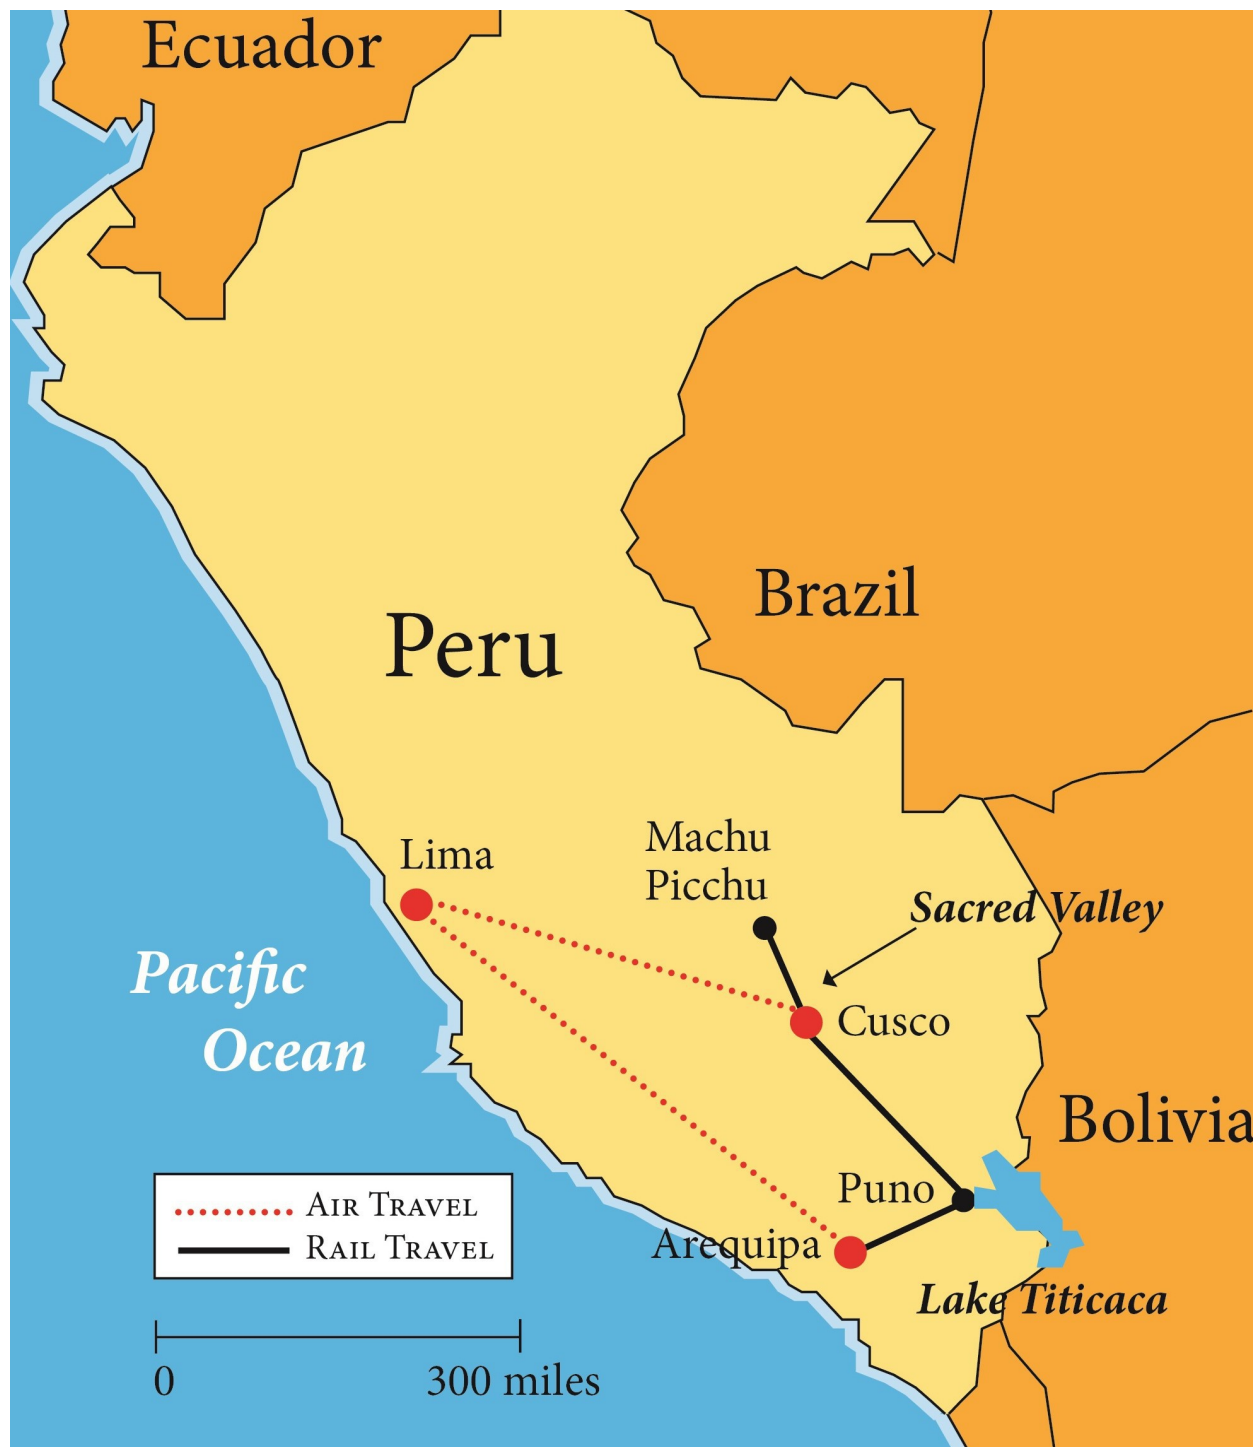 Ecuador
Brazil
Peru
Lima
Machu
Picchu
Sacred Valley
Pacific
Ocean
Cusco
Bolivia
Puno
Arequipa
Lake Titicaca
AIR TRAVEL
RAIL TRAVEL
0
300 miles